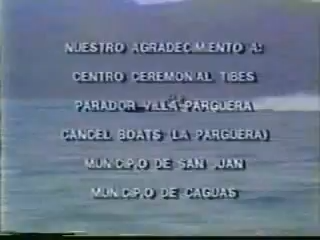 NUESTRO AGRADECIMIENTO A:
CENTRO CEREMONIAL TIBES
PARADOR VILLA PARGUERA
CANCEL BOATS (LA PARGUERA)
MUNICIPIO DE SAN JUAN
MUNICIPIO DE CAGUAS